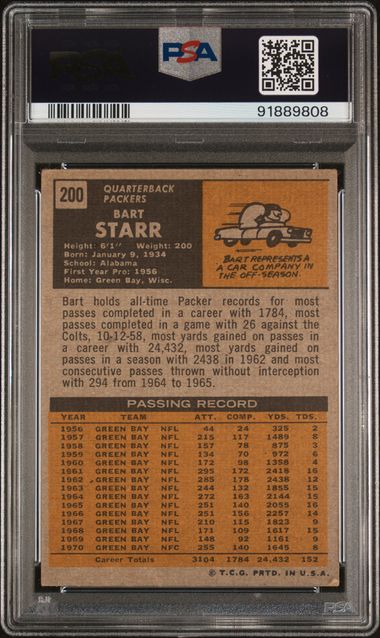 PSA
PSA
91889808
200
QUARTERBACK
PACKERS
BART
STARR
Height: 6'1" Weight: 200
Born: January 9, 1934
School: Alabama
First Year Pro: 1956
Home: Green Bay, Wisc.
BART REPRESENTS
A CAR COMPANY IN
THE OFF-SEASON.
Bart holds all-time Packer records for most
passes completed in a career with 1784, most
passes completed in a game with 26 against the
Colts, 10-12-58, most yards gained on passes in
a career with 24,432, most yards gained on
passes in a season with 2438 in 1962 and most
consecutive passes thrown without interception
with 294 from 1964 to 1965.
PASSING RECORD
YEAR TEAM ATT. COMP. YDS. TDS.
1956 GREEN BAY NFL 44 24 325 2
1957 GREEN BAY NFL 215 117 1489 8
1958 GREEN BAY NFL 157 78 875 3
1959 GREEN BAY NFL 134 70 972 6
1960 GREEN BAY NFL 172 98 1358 4
1961 GREEN BAY NFL 295 172 2418 16
1962 GREEN BAY NFL 285 178 2438 12
1963 GREEN BAY NFL 244 132 1855 15
1964 GREEN BAY NFL 272 163 2144 15
1965 GREEN BAY NFL 251 140 2055 16
1966 GREEN BAY NFL 251 156 2257 14
1967 GREEN BAY NFL 210 115 1823 9
1968 GREEN BAY NFL 171 109 1617 15
1969 GREEN BAY NFL 148 92 1161 9
1970 GREEN BAY NFC 255 140 1645 8
Career Totals 3104 1784 24,432 152
© T.C.G. PRTD. IN U.S.A.